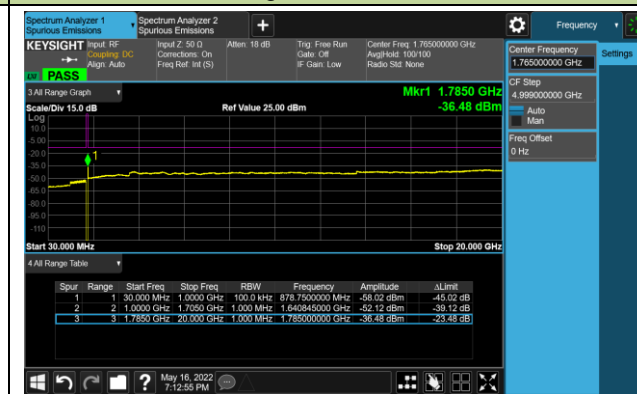 Spectrum Analyzer 1
Spurious Emissions
Spectrum Analyzer 2
Spurious Emissions
+
Frequency
KEYSIGHT
Input: RF
Coupling: DC
Align: Auto
Input Z: 50 Ω
Corrections: On
Freq Ref: Int (S)
Atten: 18 dB
Trig: Free Run
Gate: Off
IF Gain: Low
Center Freq: 1.765000000 GHz
Avg|Hold: 100/100
Radio Std: None
PASS
Center Frequency
1.765000000 GHz
Settings
CF Step
4.999000000 GHz
Auto
Man
Freq Offset
0 Hz
3 All Range Graph
Mkr1 1.7850 GHz
-36.48 dBm
Scale/Div 15.0 dB
Ref Value 25.00 dBm
Log
10.0
-5.00
-20.0
-35.0
-50.0
-65.0
-80.0
-95.0
-110
1
Start 30.000 MHz
Stop 20.000 GHz
4 All Range Table
Spur Range Start Freq Stop Freq RBW Frequency Amplitude ΔLimit
1 1 30.000 MHz 1.0000 GHz 100.0 kHz 878.7500000 MHz -58.02 dBm -45.02 dB
2 2 1.0000 GHz 1.7050 GHz 1.000 MHz 1.640845000 GHz -52.12 dBm -39.12 dB
3 3 1.7850 GHz 20.000 GHz 1.000 MHz 1.785000000 GHz -36.48 dBm -23.48 dB
?
May 16, 2022
7:12:55 PM